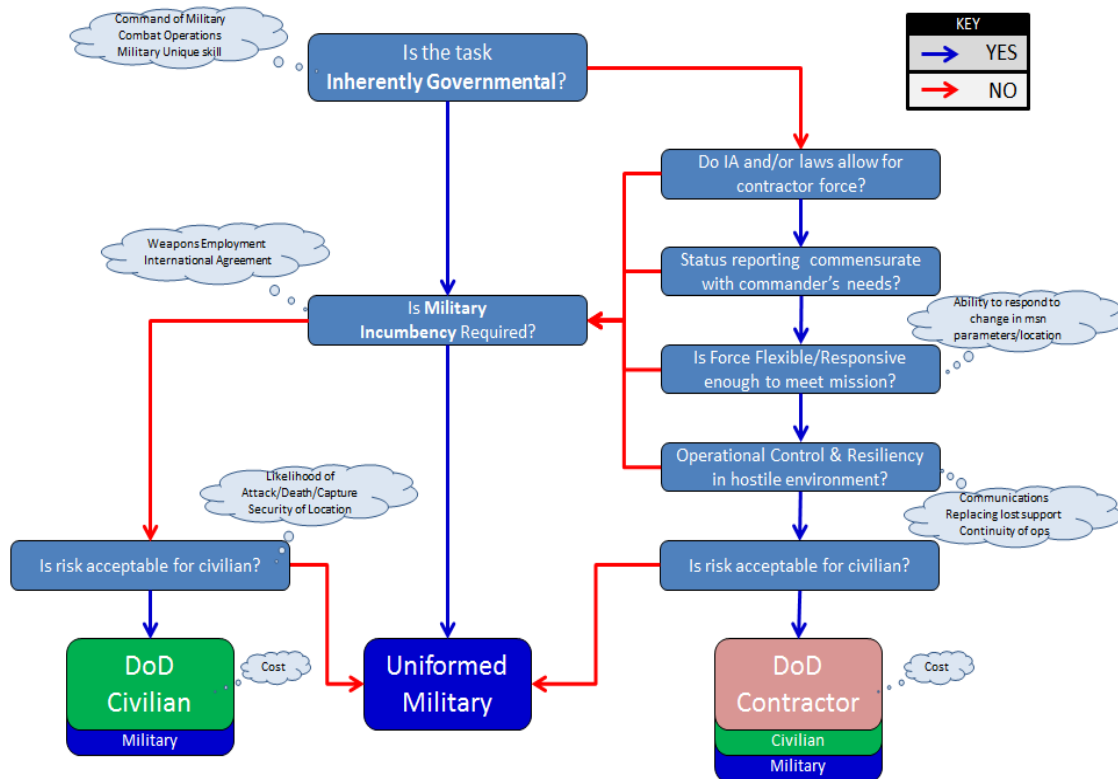 Command of Military
Combat Operations
Military Unique skill
Is the task
Inherently Governmental?
KEY
YES
NO
Do IA and/or laws allow for
contractor force?
Weapons Employment
International Agreement
Status reporting commensurate
with commander's needs?
Is Military
Incumbency Required?
Ability to respond to
change in msn
parameters/location
Is Force Flexible/Responsive
enough to meet mission?
Operational Control & Resiliency
in hostile environment?
Likelihood of
Attack/Death/Capture
Security of Location
Communications
Replacing lost support
Continuity of ops
Is risk acceptable for civilian?
Is risk acceptable for civilian?
DoD
Civilian
Military
Cost
Uniformed
Military
DoD
Contractor
Civilian
Military
Cost